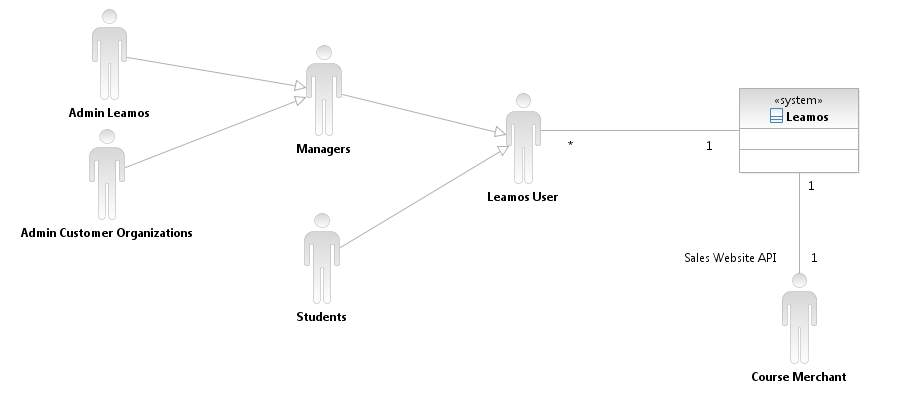 Admin Leamos
Admin Customer Organizations
Managers
Students
Leamos User
*
1
«system»
Leamos
1
Sales Website API
1
Course Merchant